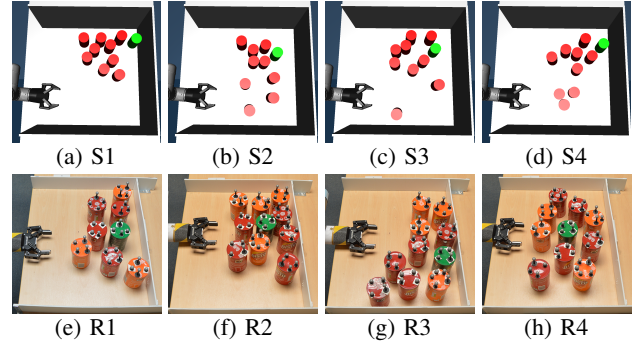 (a) S1 (b) S2 (c) S3 (d) S4
(e) R1 (f) R2 (g) R3 (h) R4